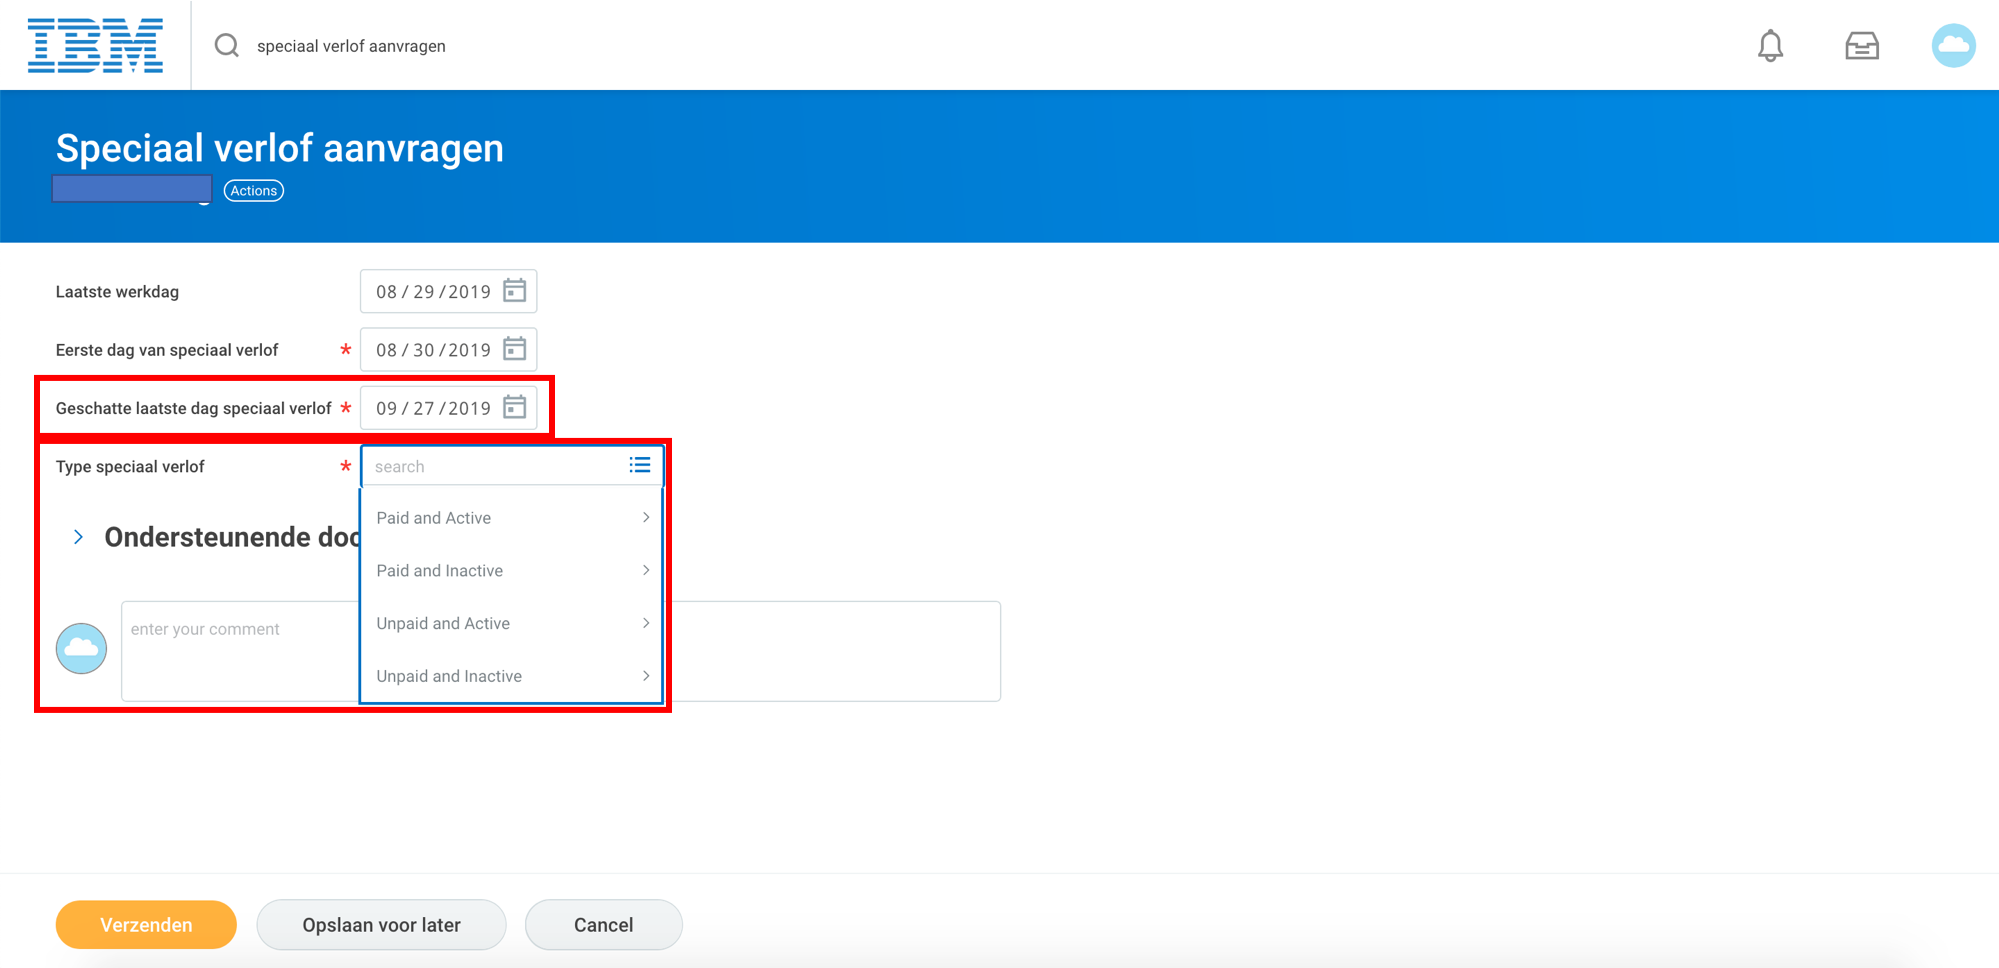 IBM
speciaal verlof aanvragen
Speciaal verlof aanvragen
Actions
Laatste werkdag 08 / 29 / 2019
Eerste dag van speciaal verlof * 08 / 30 / 2019
Geschatte laatste dag speciaal verlof * 09 / 27 / 2019
Type speciaal verlof * search
Paid and Active
Ondersteunende doc
Paid and Inactive
enter your comment
Unpaid and Active
Unpaid and Inactive
Verzenden Opslaan voor later Cancel